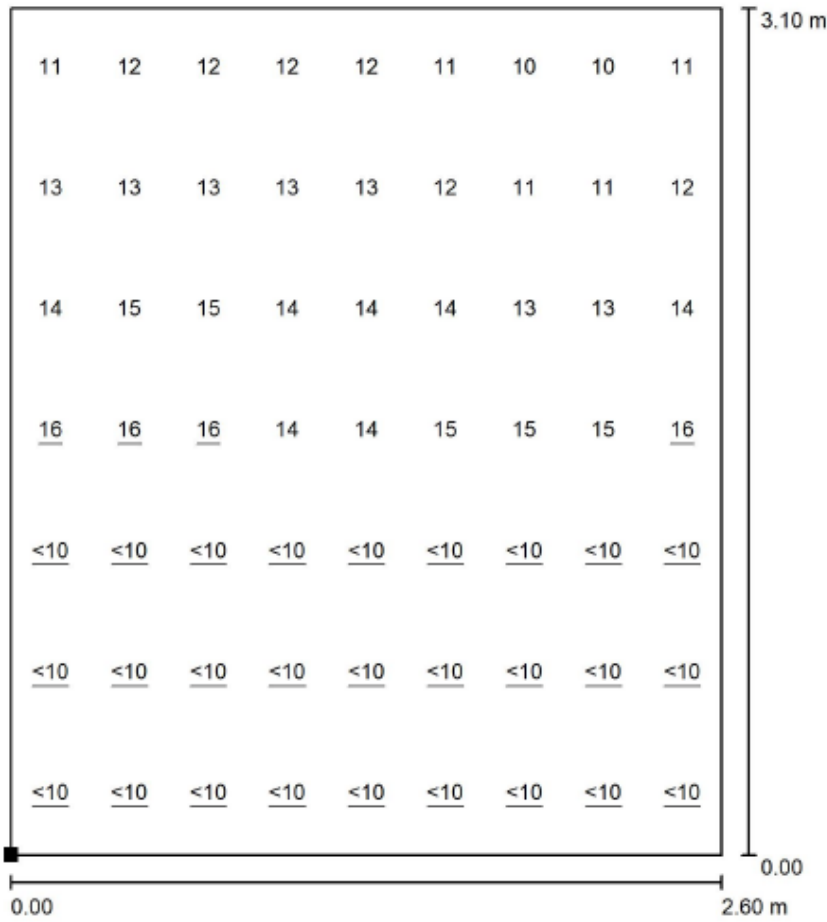 3.10 m
11 12 12 12 12 11 10 10 11
13 13 13 13 13 12 11 11 12
14 15 15 14 14 14 13 13 14
16 16 16 14 14 15 15 15 16
<10 <10 <10 <10 <10 <10 <10 <10 <10
<10 <10 <10 <10 <10 <10 <10 <10 <10
<10 <10 <10 <10 <10 <10 <10 <10 <10
0.00
0.00 2.60 m